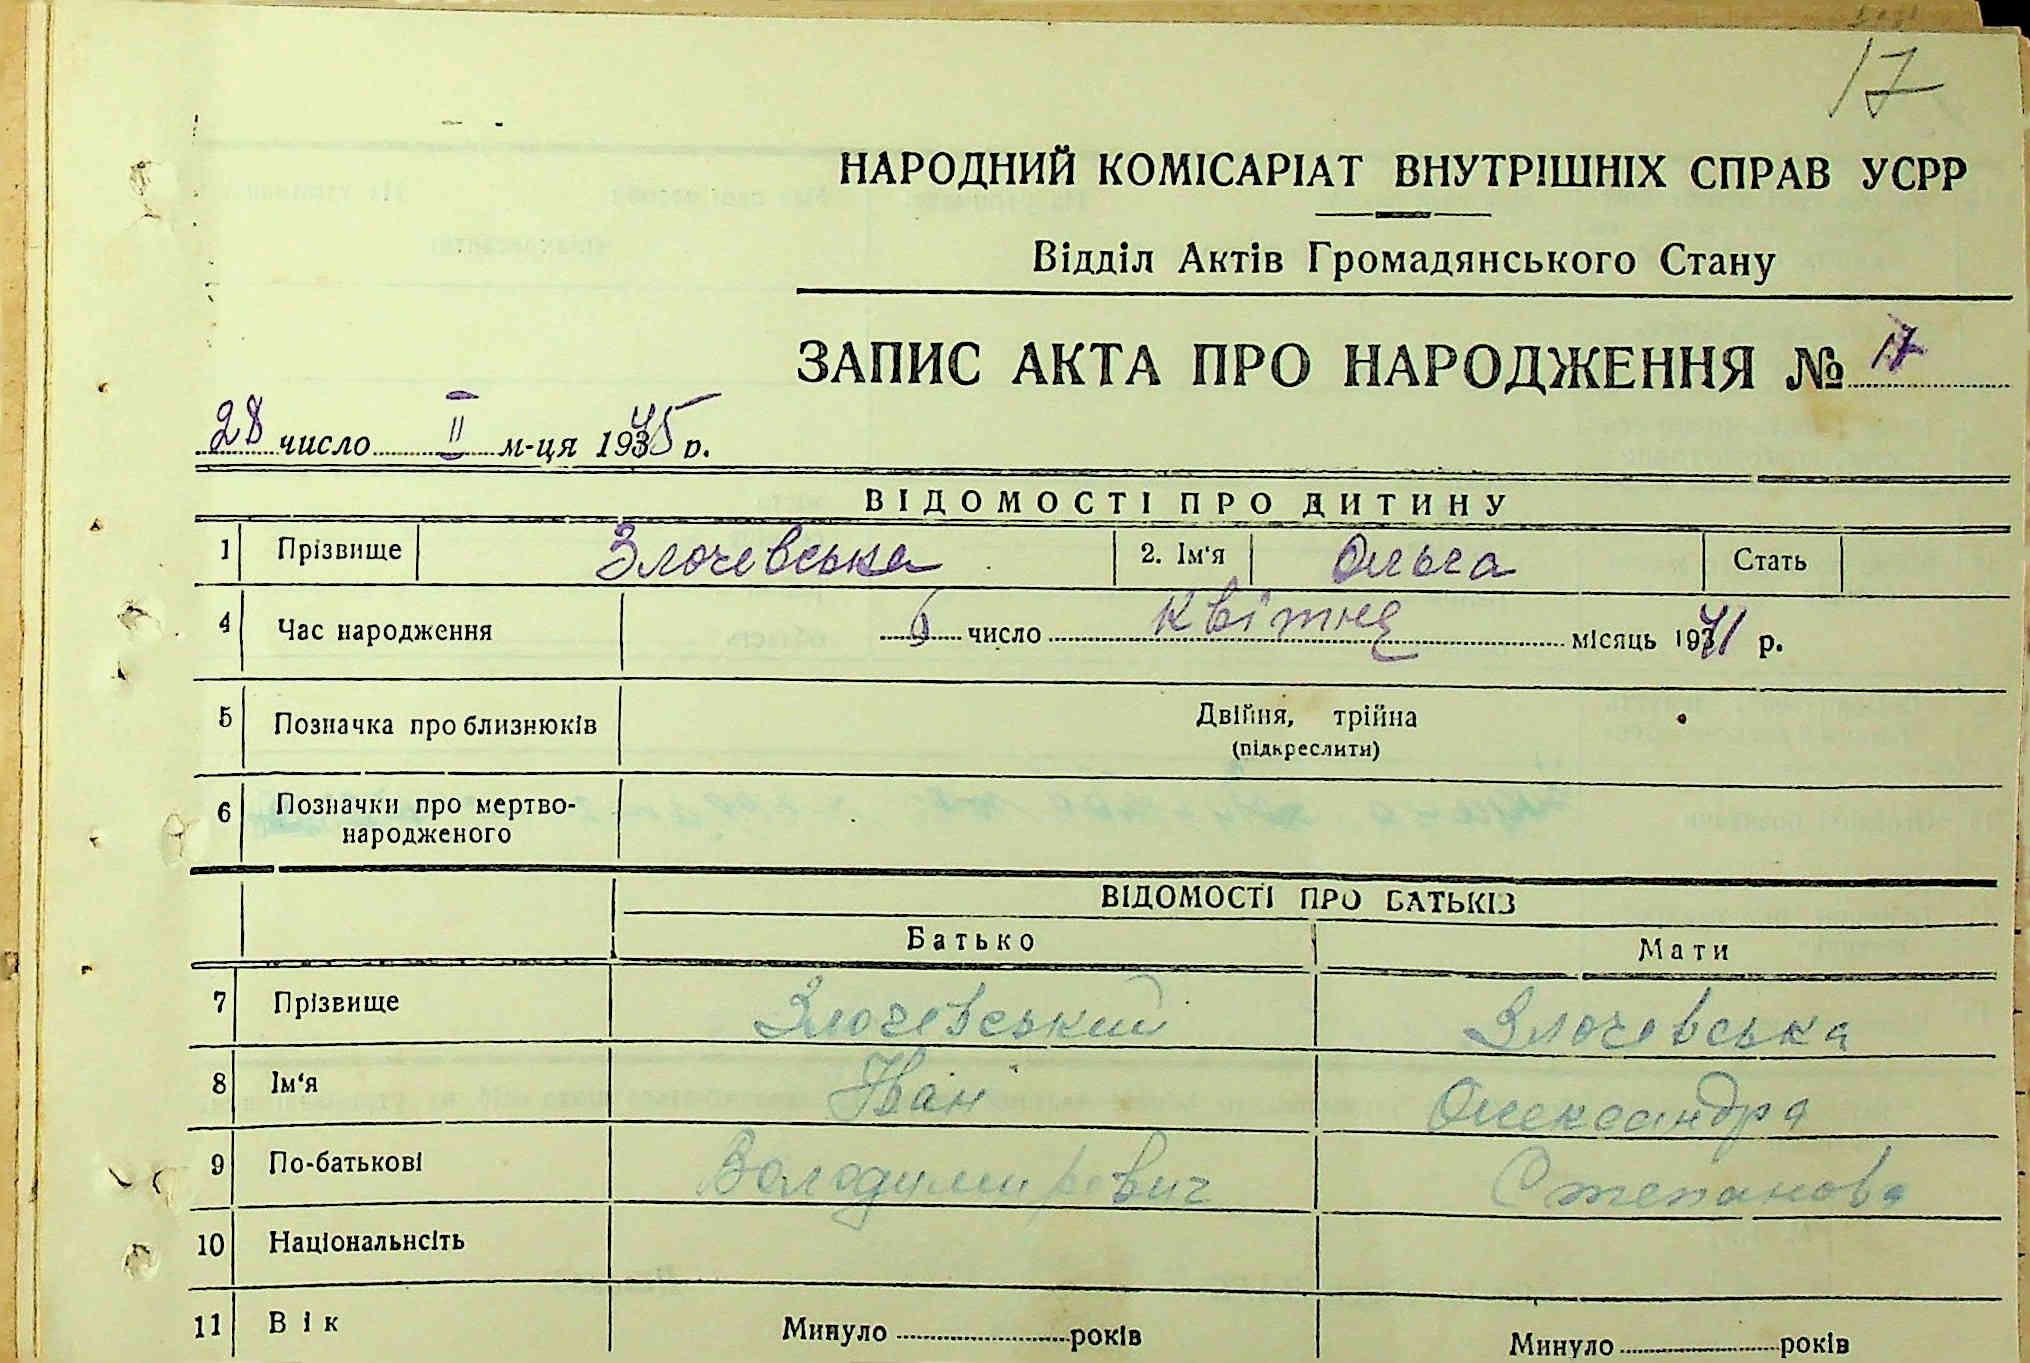 17
НАРОДНИЙ КОМІСАРІАТ ВНУТРІШНІХ СПРАВ УСРР
Відділ Актів Громадянського Стану
ЗАПИС АКТА ПРО НАРОДЖЕННЯ № 17
28 число II м-ця 1945 р.
ВІДОМОСТІ ПРО ДИТИНУ
1 Прізвище Злочевська 2. Ім'я Ольга Стать
4 Час народження 6 число квітня місяць 1941 р.
5 Позначка про близнюків Двійня, трійна
(підкреслити)
6 Позначки про мертво-
народженого
ВІДОМОСТІ ПРО БАТЬКІВ
Батько Мати
7 Прізвище Злочевський Злочевська
8 Ім'я Іван Олександра
9 По-батькові Володимирович Степанова
10 Національнсіть
11 Вік Минуло років Минуло років